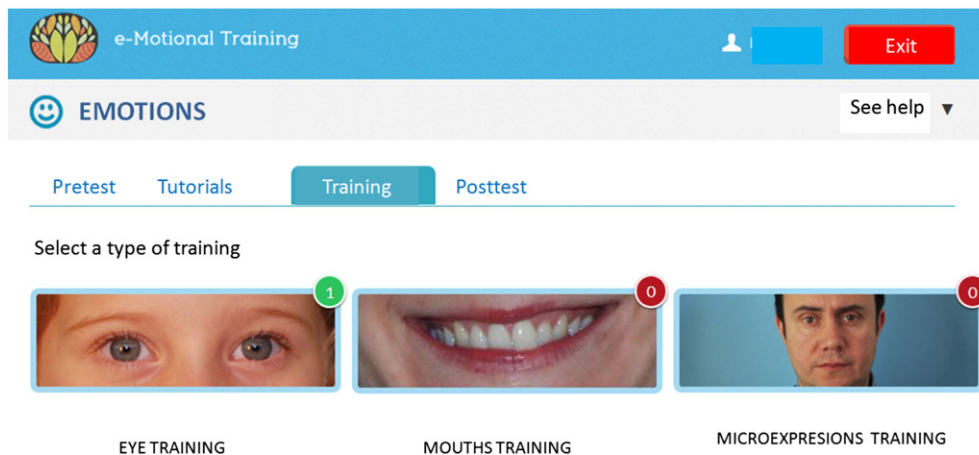 e-Motional Training
Exit
EMOTIONS
See help
Pretest Tutorials Training Posttest
Select a type of training
1 0 0
EYE TRAINING MOUTHS TRAINING MICROEXPRESIONS TRAINING